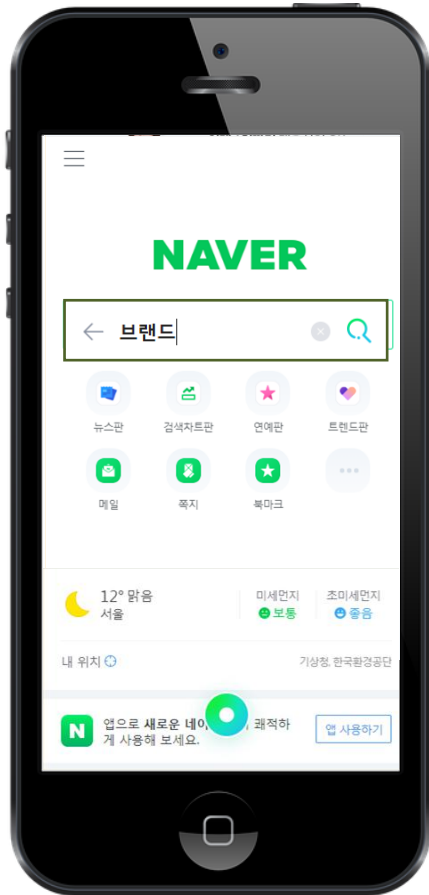 NAVER
브랜드
뉴스판 검색차트판 연예판 트렌드판
메일 쪽지 북마크
12° 맑음 미세먼지 초미세먼지
서울 보통 좋음
내 위치 기상청, 한국환경공단
N 앱으로 새로운 쾌적하 앱 사용하기
게 사용해 보세요.